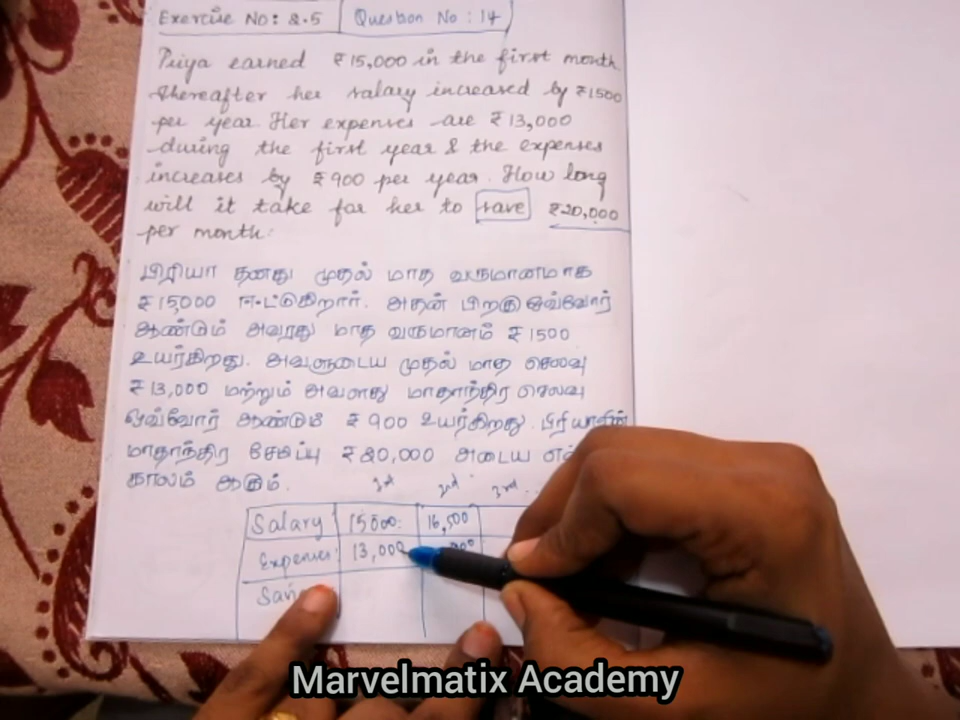 Exercise No: 2.5 Question No: 14
Priya earned ₹15,000 in the first month
thereafter her salary increased by ₹1500
per year. Her expenses are ₹13,000
during the first year & the expenses
increases by ₹900 per year. How long
will it take for her to save ₹20,000
per month:
பிரியா தனது முதல் மாத வருமானமாக
₹15,000 ஈட்டுகிறார். அதன் பிறகு ஒவ்வோர்
ஆண்டும் அவரது மாத வருமானம் ₹1500
உயர்கிறது. அவளுடைய முதல் மாத செலவு
₹13,000 மற்றும் அவளது மாதாந்திர செலவு
ஒவ்வோர் ஆண்டும் ₹900 உயர்கிறது. பிரியாவின்
மாதாந்திர சேமிப்பு ₹20,000 அடைய
காலம் ஆகும்.
2nd 3rd ...
Salary 15000: 16,500
Expenses: 13,000
Marvelmatix Academy